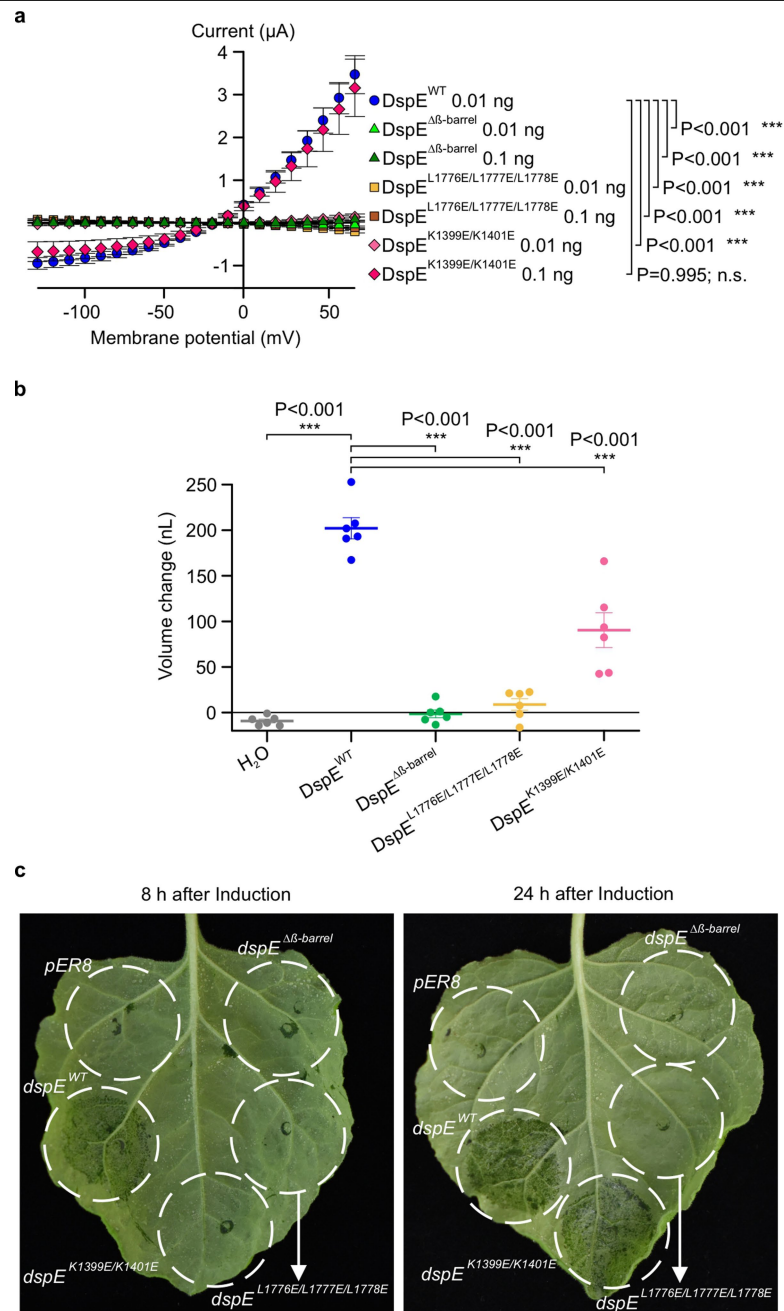 a
Current (μA)
4
3
2
1
0
-1
-100 -50 0 50
Membrane potential (mV)
DspE^WT 0.01 ng
DspE^Δß-barrel 0.01 ng
DspE^Δß-barrel 0.1 ng
DspE^L1776E/L1777E/L1778E 0.01 ng
DspE^L1776E/L1777E/L1778E 0.1 ng
DspE^K1399E/K1401E 0.01 ng
DspE^K1399E/K1401E 0.1 ng
P<0.001 ***
P<0.001 ***
P<0.001 ***
P<0.001 ***
P<0.001 ***
P=0.995; n.s.
b
P<0.001
***
P<0.001
***
P<0.001
***
P<0.001
***
Volume change (nL)
250
200
150
100
50
0
H₂O
DspE^WT
DspE^Δß-barrel
DspE^L1776E/L1777E/L1778E
DspE^K1399E/K1401E
c
8 h after Induction
pER8
dspE^Δß-barrel
dspE^WT
dspE^K1399E/K1401E
dspE^L1776E/L1777E/L1778E
24 h after Induction
pER8
dspE^Δß-barrel
dspE^WT
dspE^K1399E/K1401E
dspE^L1776E/L1777E/L1778E